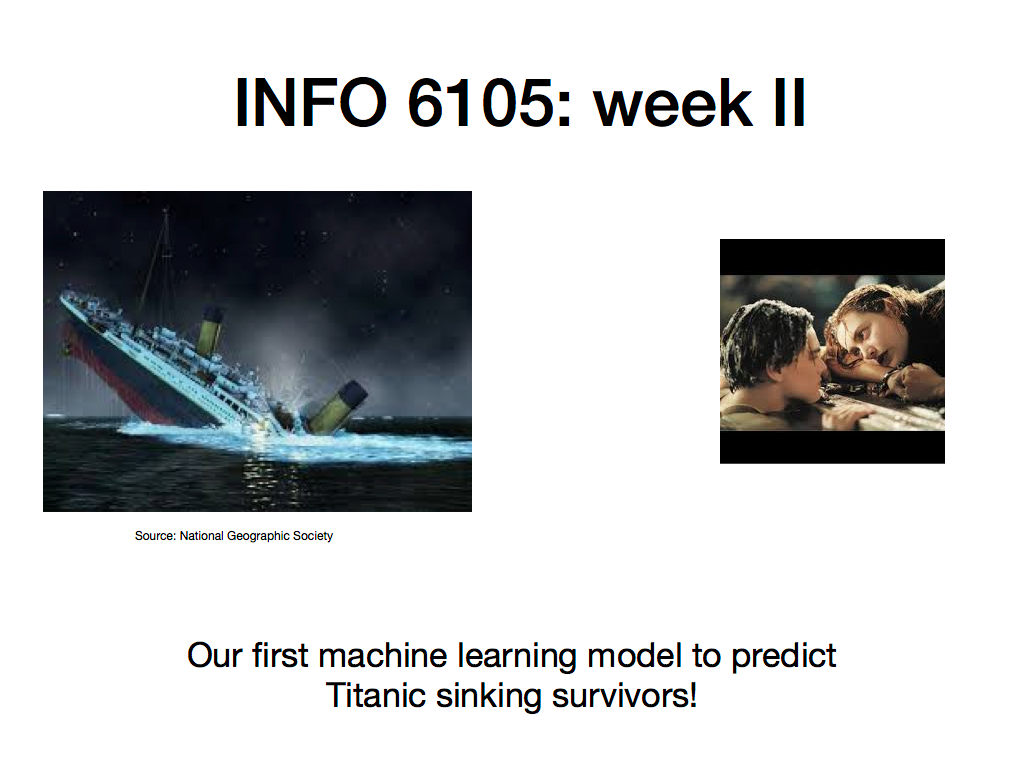 INFO 6105: week II
Source: National Geographic Society
Our first machine learning model to predict
Titanic sinking survivors!